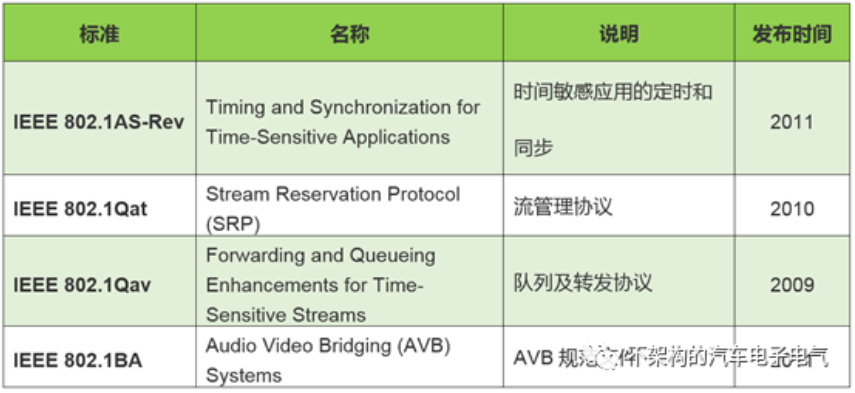 标准 名称 说明 发布时间
IEEE 802.1AS-Rev Timing and Synchronization for Time-Sensitive Applications 时间敏感应用的定时和同步 2011
IEEE 802.1Qat Stream Reservation Protocol (SRP) 流管理协议 2010
IEEE 802.1Qav Forwarding and Queueing Enhancements for Time-Sensitive Streams 队列及转发协议 2009
IEEE 802.1BA Audio Video Bridging (AVB) Systems AVB 规范文件
不架构的汽车电子电气